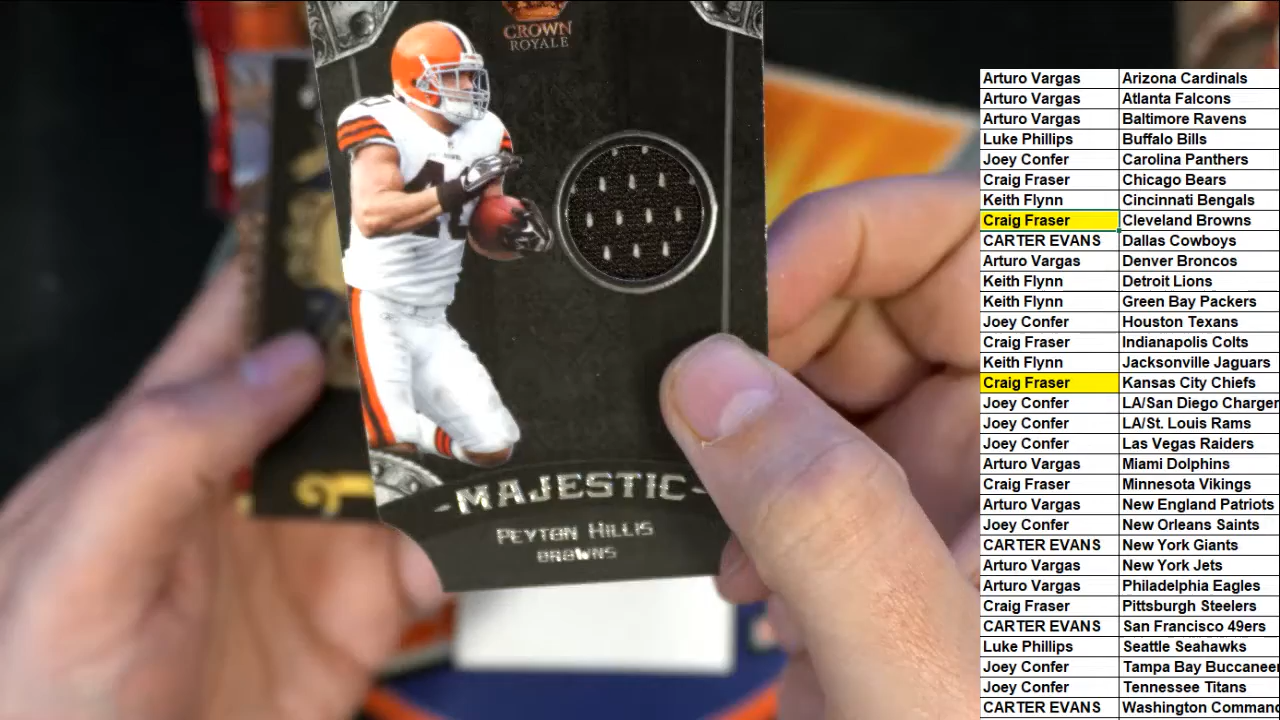 CROWN
ROYALE
MAJESTIC
PEYTON HILLIS
BROWNS
Arturo Vargas Arizona Cardinals
Arturo Vargas Atlanta Falcons
Arturo Vargas Baltimore Ravens
Luke Phillips Buffalo Bills
Joey Confer Carolina Panthers
Craig Fraser Chicago Bears
Keith Flynn Cincinnati Bengals
Craig Fraser Cleveland Browns
CARTER EVANS Dallas Cowboys
Arturo Vargas Denver Broncos
Keith Flynn Detroit Lions
Keith Flynn Green Bay Packers
Joey Confer Houston Texans
Craig Fraser Indianapolis Colts
Keith Flynn Jacksonville Jaguars
Craig Fraser Kansas City Chiefs
Joey Confer LA/San Diego Charger
Joey Confer LA/St. Louis Rams
Joey Confer Las Vegas Raiders
Arturo Vargas Miami Dolphins
Craig Fraser Minnesota Vikings
Arturo Vargas New England Patriots
Joey Confer New Orleans Saints
CARTER EVANS New York Giants
Arturo Vargas New York Jets
Arturo Vargas Philadelphia Eagles
Craig Fraser Pittsburgh Steelers
CARTER EVANS San Francisco 49ers
Luke Phillips Seattle Seahawks
Joey Confer Tampa Bay Buccanee
Joey Confer Tennessee Titans
CARTER EVANS Washington Command